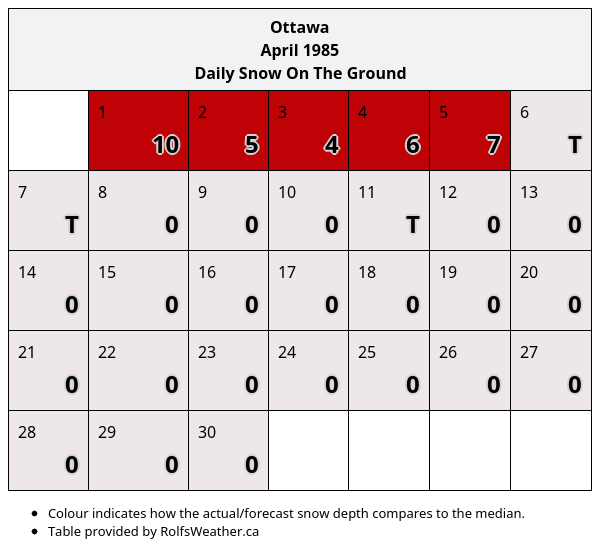 Ottawa
April 1985
Daily Snow On The Ground
1 2 3 4 5 6
10 5 4 6 7 T
7 8 9 10 11 12 13
T 0 0 0 T 0 0
14 15 16 17 18 19 20
0 0 0 0 0 0 0
21 22 23 24 25 26 27
0 0 0 0 0 0 0
28 29 30
0 0 0
Colour indicates how the actual/forecast snow depth compares to the median.
Table provided by RolfsWeather.ca